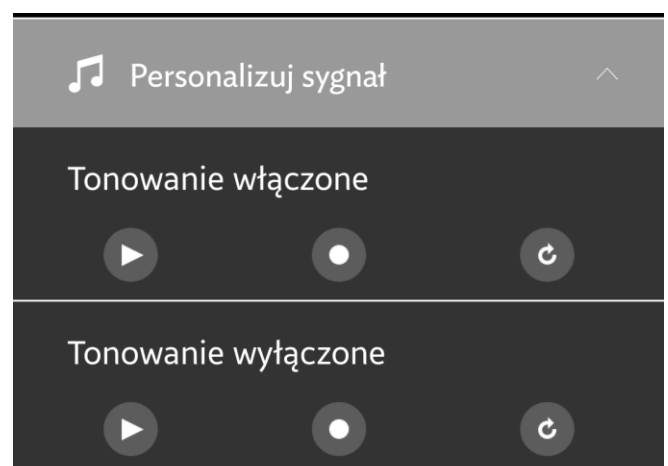 Personalizuj sygnał
Tonowanie włączone
Tonowanie wyłączone